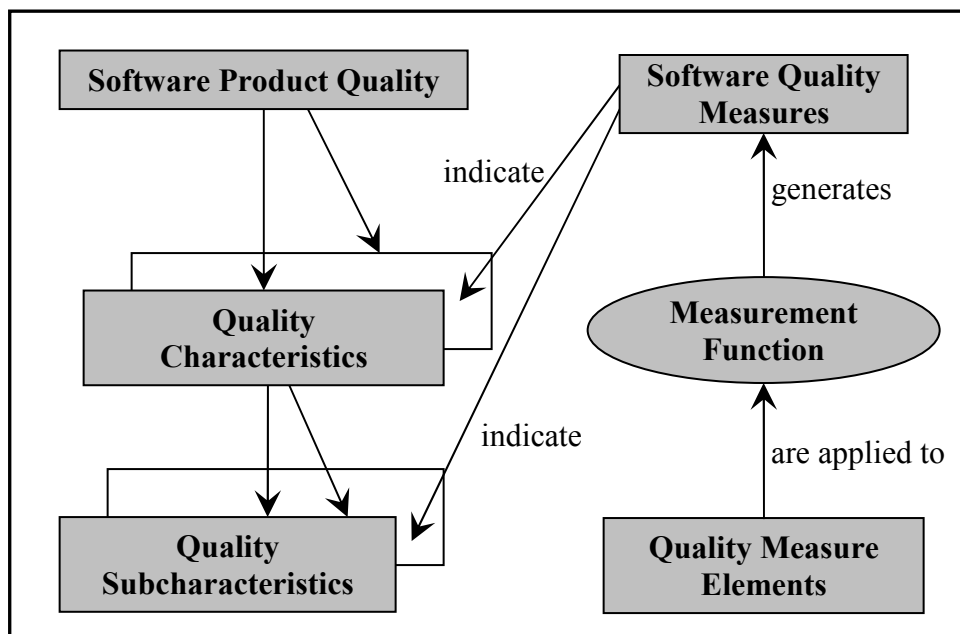 Software Product Quality
Software Quality
Measures
indicate
generates
Quality
Characteristics
Measurement
Function
indicate
are applied to
Quality
Subcharacteristics
Quality Measure
Elements